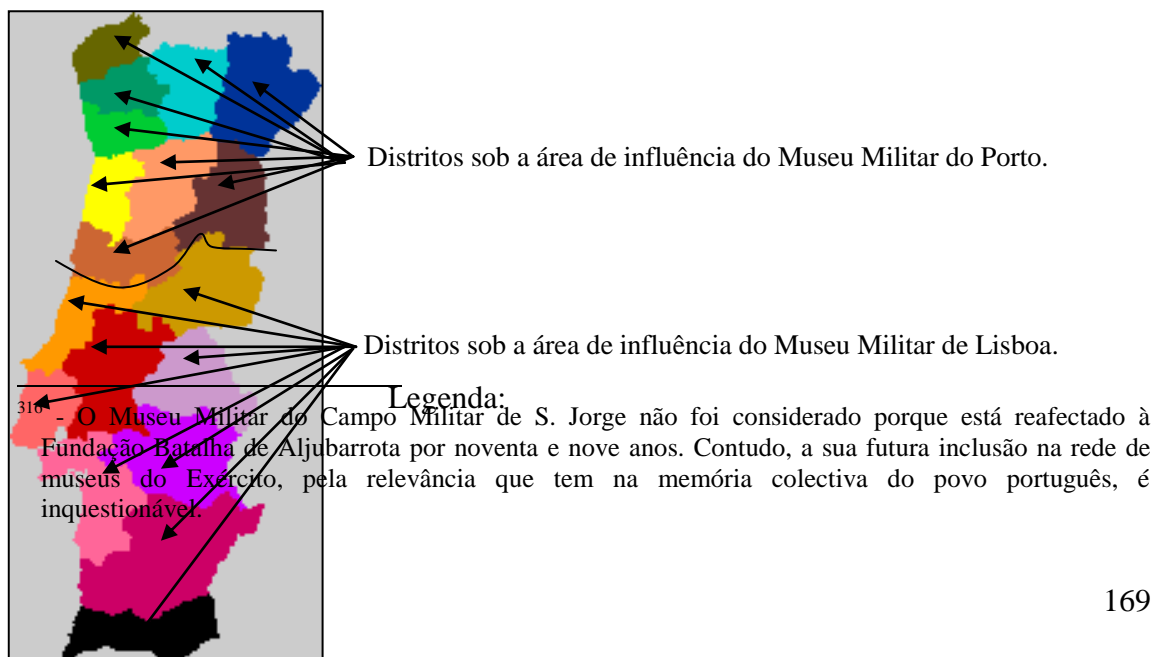 Distritos sob a área de influência do Museu Militar do Porto.
Distritos sob a área de influência do Museu Militar de Lisboa.
Legenda:
316 - O Museu Militar do Campo Militar de S. Jorge não foi considerado porque está reafectado à
Fundação Batalha de Aljubarrota por noventa e nove anos. Contudo, a sua futura inclusão na rede de
museus do Exército, pela relevância que tem na memória colectiva do povo português, é
inquestionável.
169